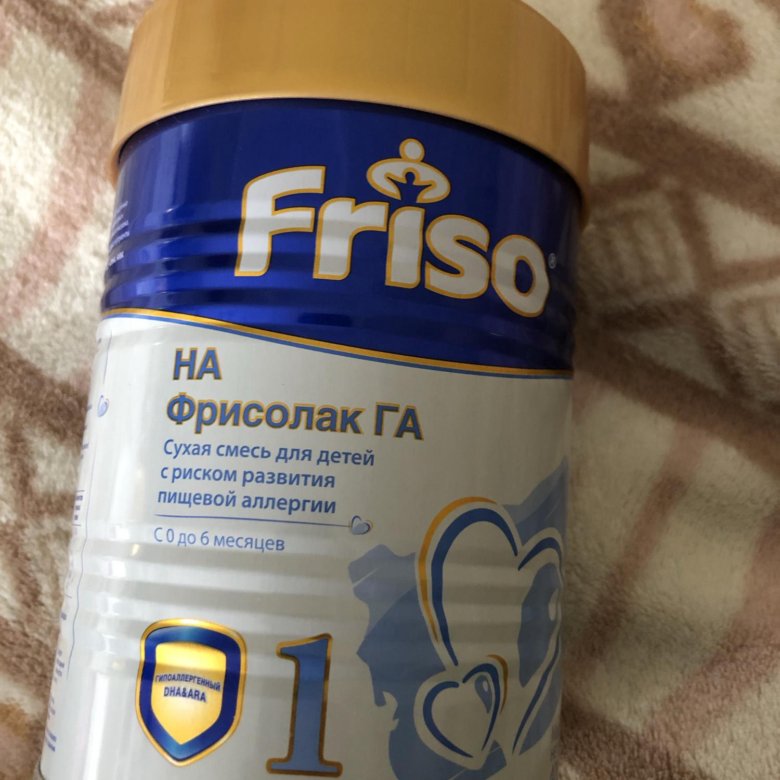 Friso®
HA
Фрисолак ГА
Сухая смесь для детей
с риском развития
пищевой аллергии
С 0 до 6 месяцев
ГИПОАЛЛЕРГЕННЫЙ
DHA&ARA
1